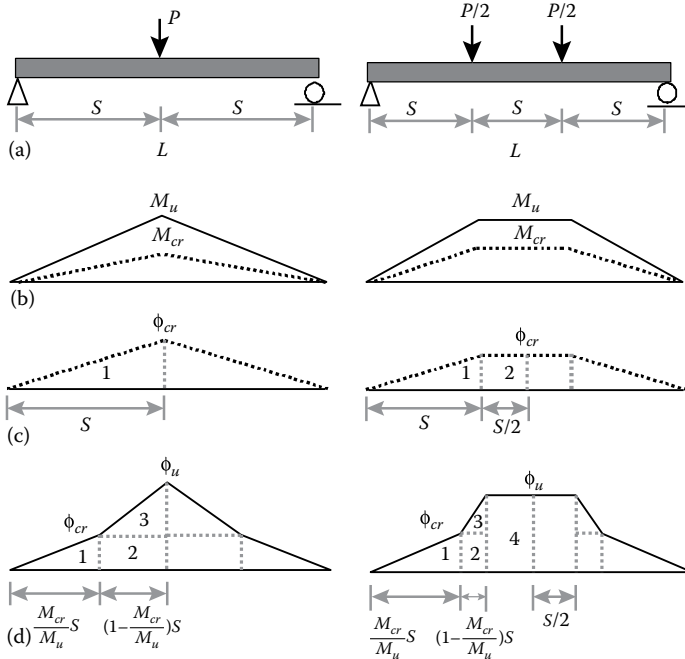 P P/2 P/2
S S S S S
(a) L L
M_u M_u
M_cr M_cr
(b)
ϕ_cr ϕ_cr
1 1 2
S S S/2
(c)
ϕ_u ϕ_u
ϕ_cr 3 ϕ_cr 3
1 2 1 2 4
(d) M_cr/M_u S (1–M_cr/M_u)S M_cr/M_u S (1–M_cr/M_u)S S/2